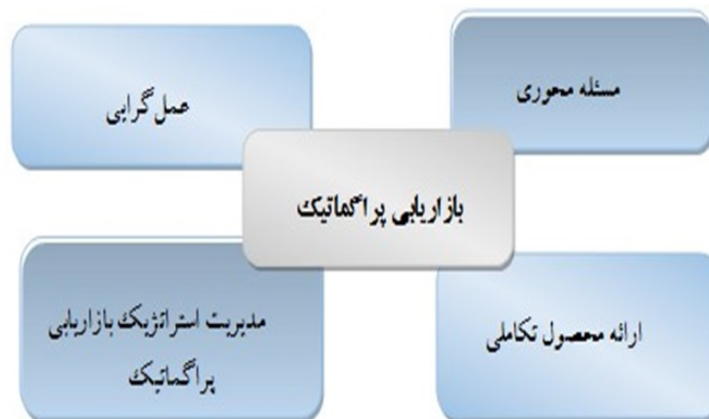 مسئله محوری
عمل‌گرایی
بازاریابی پراگماتیک
ارائه محصول تکاملی
مدیریت استراتژیک بازاریابی
پراگماتیک